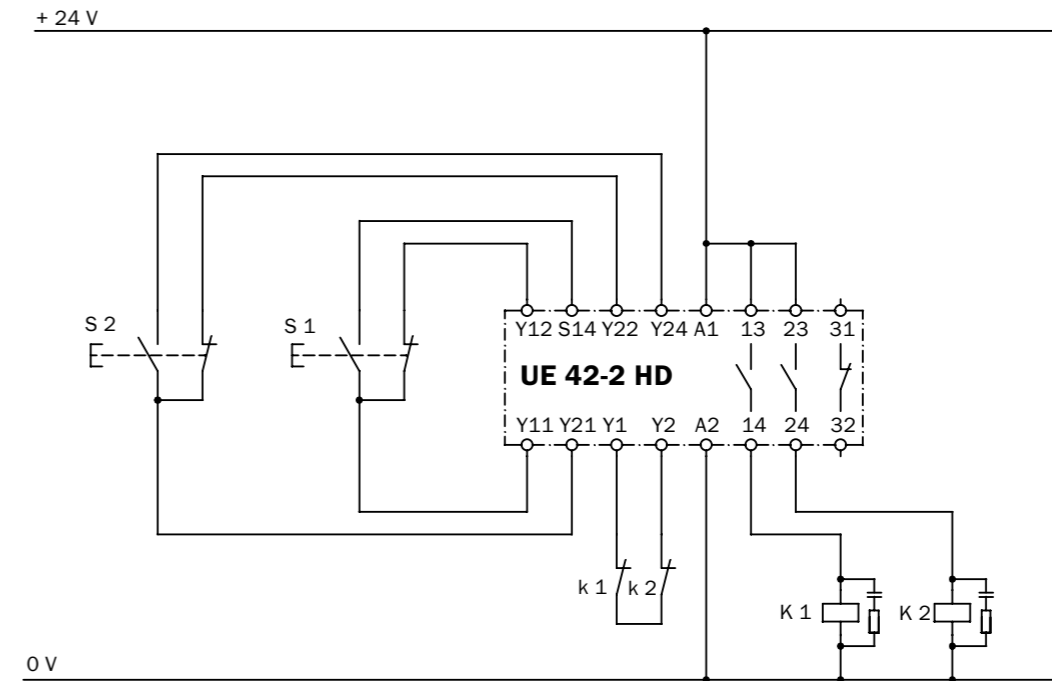 + 24 V
S 2
S 1
Y12 S14 Y22 Y24 A1 13 23 31
UE 42-2 HD
Y11 Y21 Y1 Y2 A2 14 24 32
k 1 k 2
K 1 K 2
0 V